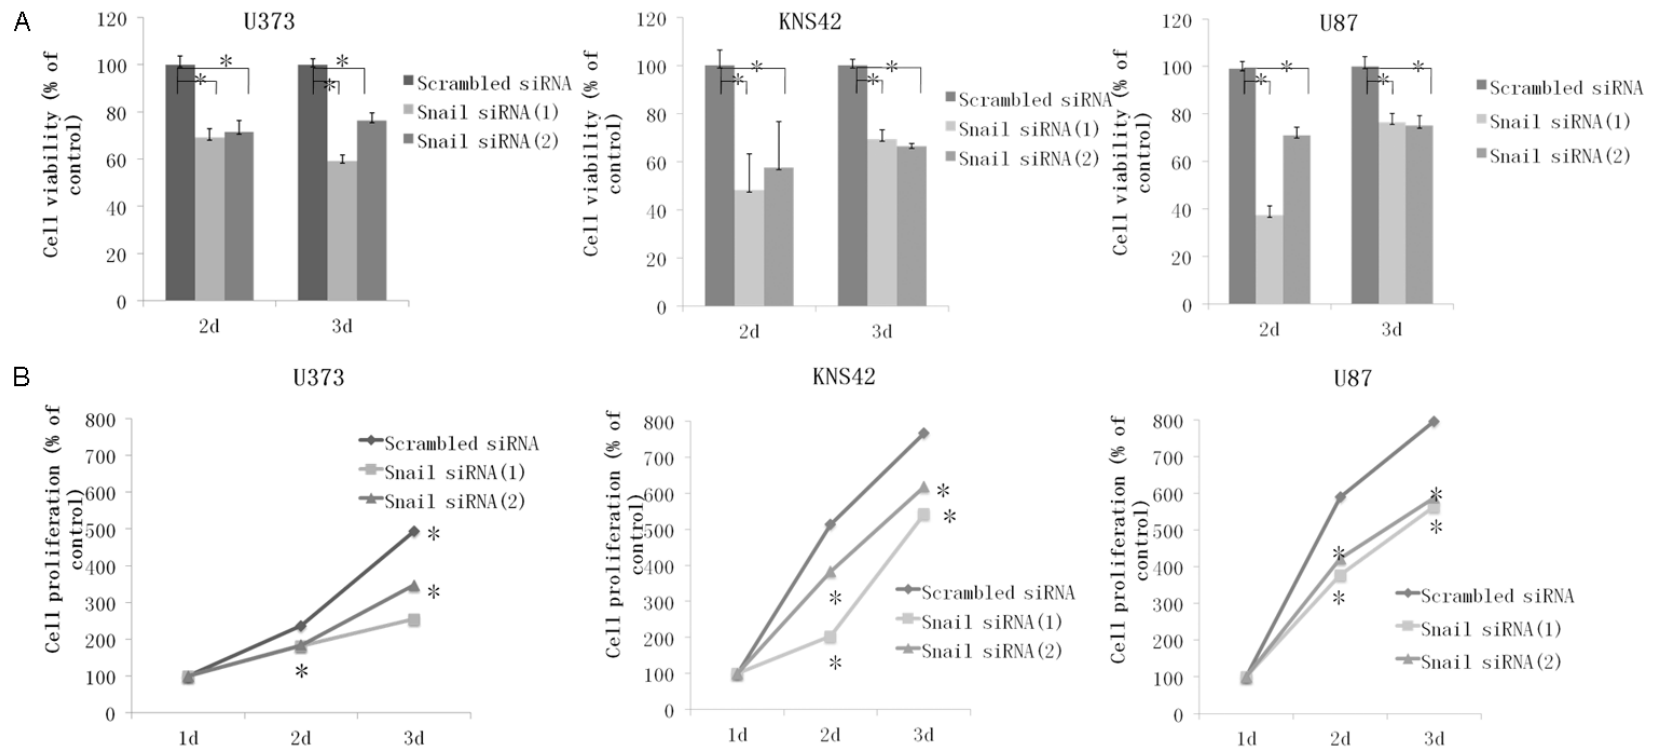 A
U373
Cell viability (% of
control)
120
100
80
60
40
20
0
*
*
*
*
2d
3d
Scrambled siRNA
Snail siRNA(1)
Snail siRNA(2)
KNS42
Cell viability (% of
control)
120
100
80
60
40
20
0
*
*
*
*
2d
3d
Scrambled siRNA
Snail siRNA(1)
Snail siRNA(2)
U87
Cell viability (% of
control)
120
100
80
60
40
20
0
*
*
*
*
2d
3d
Scrambled siRNA
Snail siRNA(1)
Snail siRNA(2)
B
U373
Cell proliferation (% of
control)
800
700
600
500
400
300
200
100
0
*
*
*
1d
2d
3d
Scrambled siRNA
Snail siRNA(1)
Snail siRNA(2)
KNS42
Cell proliferation (% of
control)
800
700
600
500
400
300
200
100
0
*
*
*
*
1d
2d
3d
Scrambled siRNA
Snail siRNA(1)
Snail siRNA(2)
U87
Cell proliferation (% of
control)
800
700
600
500
400
300
200
100
0
*
*
*
*
1d
2d
3d
Scrambled siRNA
Snail siRNA(1)
Snail siRNA(2)